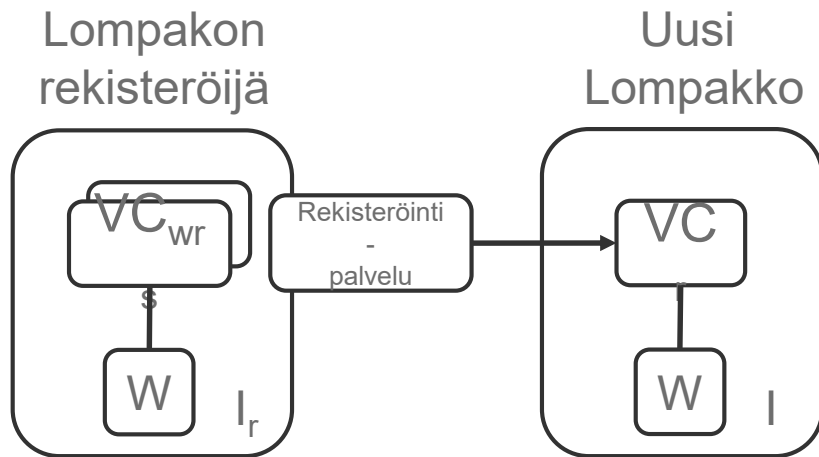 Lompakon
rekisteröijä
VCwr
s
W
Ir
Rekisteröinti
-
palvelu
Uusi
Lompakko
VC
r
W
I